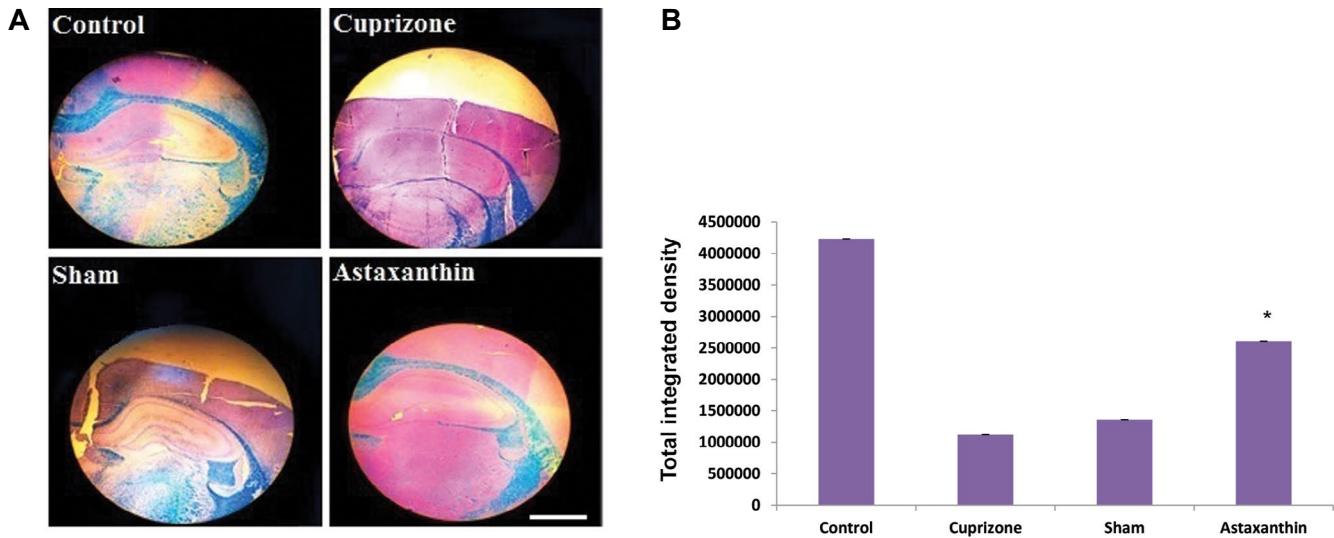 A
Control
Cuprizone
Sham
Astaxanthin
B
Total integrated density
4500000
4000000
3500000
3000000
2500000
2000000
1500000
1000000
500000
0
*
Control Cuprizone Sham Astaxanthin